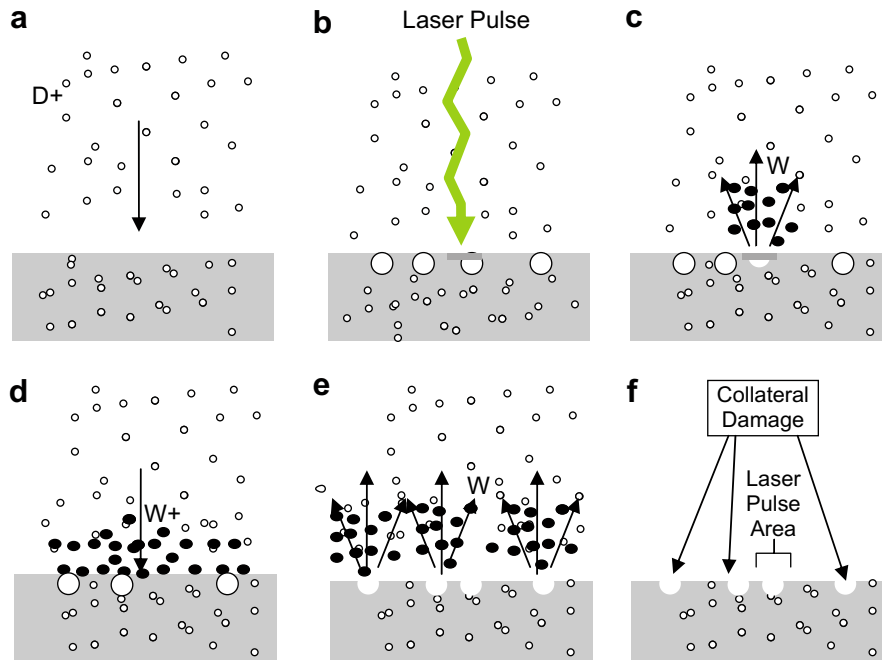 a
D+
b
Laser Pulse
c
W
d
W+
e
W
f
Collateral
Damage
Laser
Pulse
Area